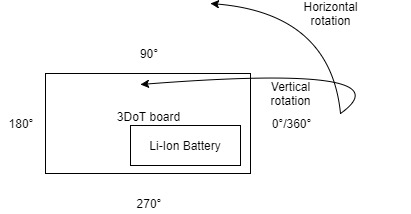 Horizontal
rotation
90°
Vertical
rotation
3DoT board
180°
0°/360°
Li-Ion Battery
270°